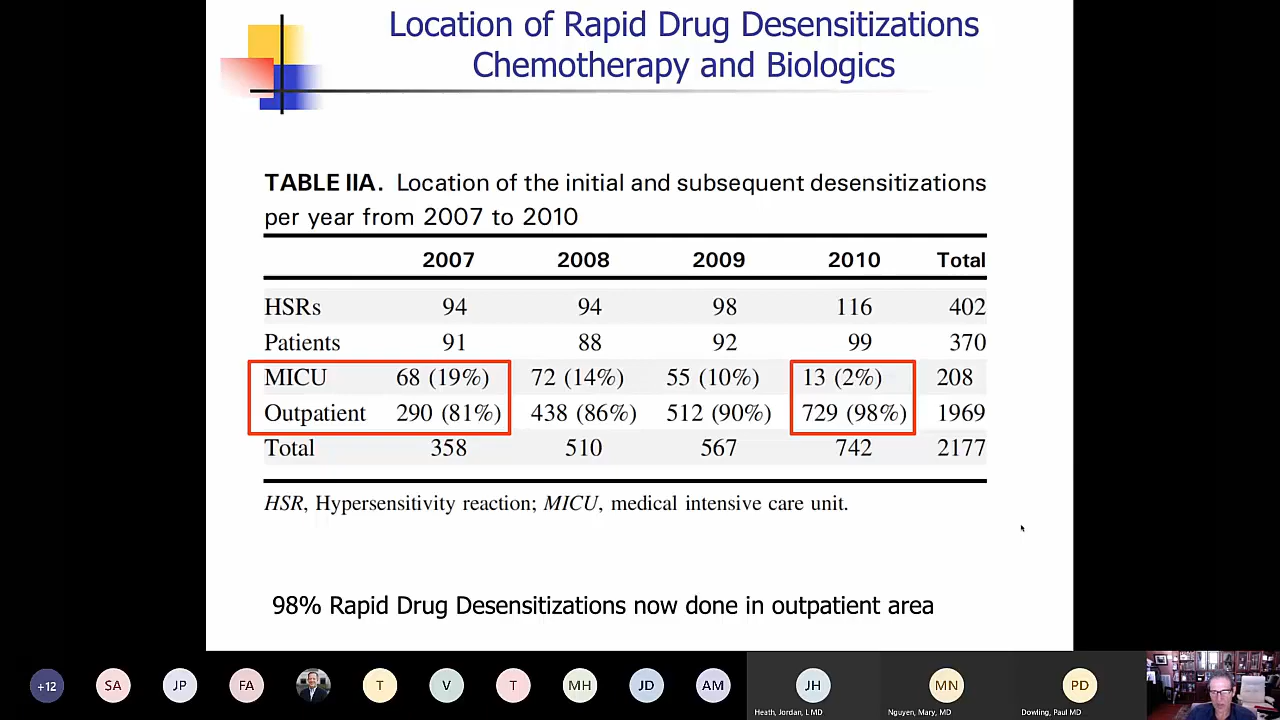 Location of Rapid Drug Desensitizations
Chemotherapy and Biologics
TABLE IIA. Location of the initial and subsequent desensitizations
per year from 2007 to 2010
2007 2008 2009 2010 Total
HSRs 94 94 98 116 402
Patients 91 88 92 99 370
MICU 68 (19%) 72 (14%) 55 (10%) 13 (2%) 208
Outpatient 290 (81%) 438 (86%) 512 (90%) 729 (98%) 1969
Total 358 510 567 742 2177
HSR, Hypersensitivity reaction; MICU, medical intensive care unit.
98% Rapid Drug Desensitizations now done in outpatient area
+12 SA JP FA T V T MH JD AM JH MN PD
Heath, Jordan, L MD Nguyen, Mary, MD Dowling, Paul MD